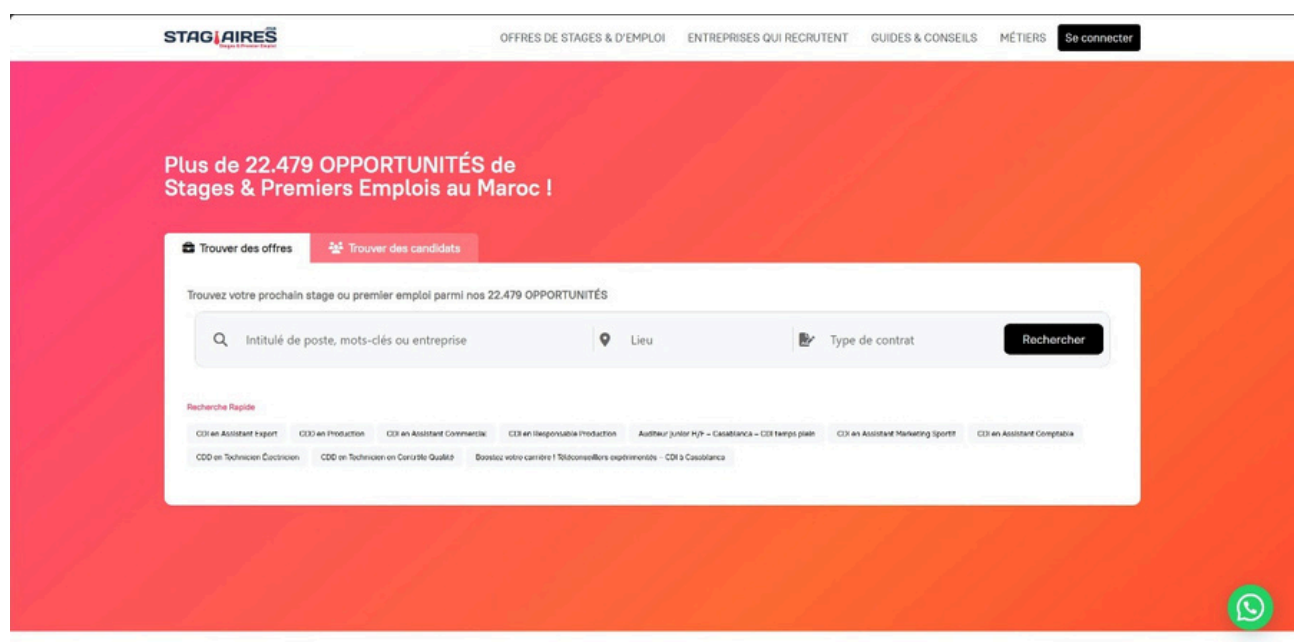 STAGIAIRES
Stages & Premier Emploi
OFFRES DE STAGES & D'EMPLOI
ENTREPRISES QUI RECRUTENT
GUIDES & CONSEILS
MÉTIERS
Se connecter
Plus de 22.479 OPPORTUNITÉS de
Stages & Premiers Emplois au Maroc !
Trouver des offres
Trouver des candidats
Trouvez votre prochain stage ou premier emploi parmi nos 22.479 OPPORTUNITÉS
Intitulé de poste, mots-clés ou entreprise
Lieu
Type de contrat
Rechercher
Recherche Rapide
CDI en Assistant Export
CDD en Production
CDI en Assistant Commercial
CDI en Responsable Production
Auditeur junior H/F – Casablanca – CDI temps plein
CDI en Assistant Marketing Sportif
CDI en Assistant Comptable
CDD en Technicien Électricien
CDD en Technicien en Contrôle Qualité
Boostez votre carrière ! Téléconseillers expérimentés – CDI à Casablanca